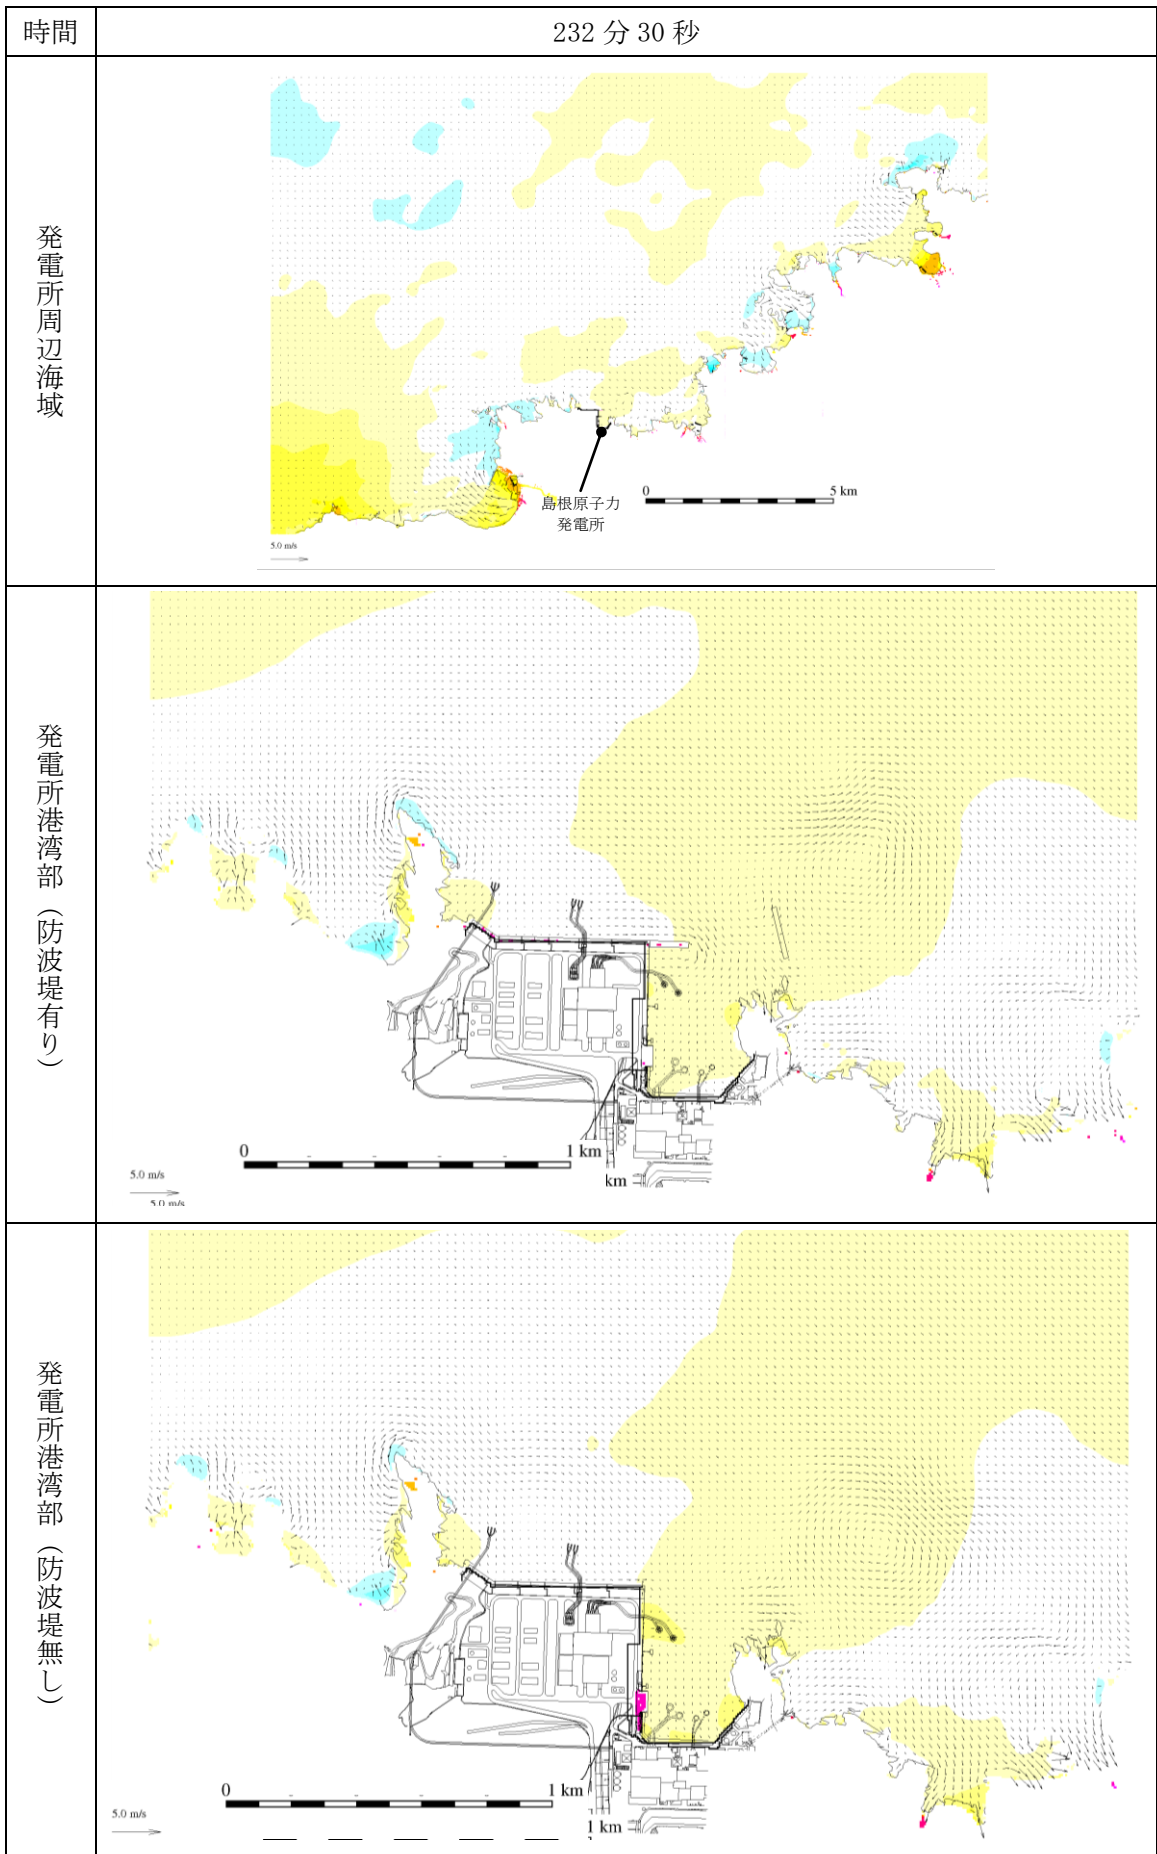 時間
232 分 30 秒
発電所周辺海域
島根原子力
発電所
0
5 km
5.0 m/s
発電所港湾部（防波堤有り）
0
1 km
km
5.0 m/s
5.0 m/s
発電所港湾部（防波堤無し）
0
1 km
1 km
5.0 m/s